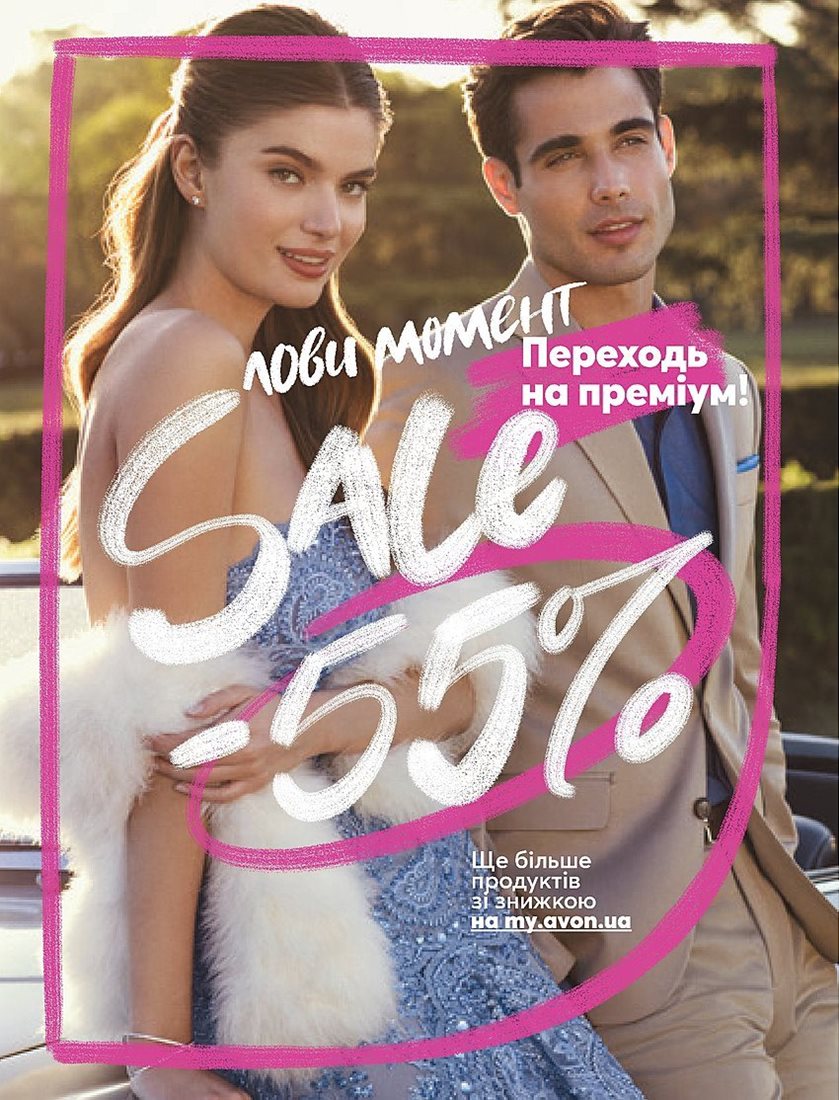 лови момент
Переходь
на преміум!
SALe
-55%
Ще більше
продуктів
зі знижкою
на my.avon.ua